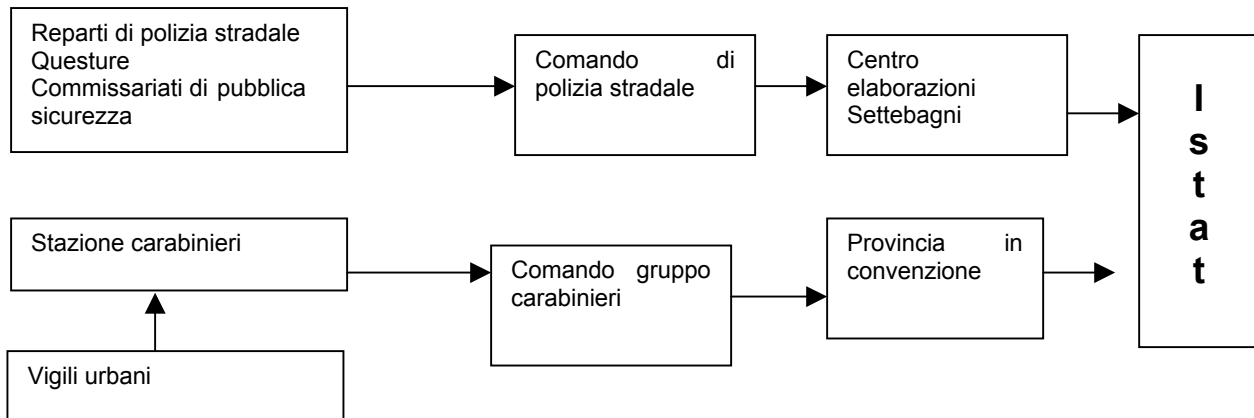 Reparti di polizia stradale
Questure
Commissariati di pubblica
sicurezza
Comando di
polizia stradale
Centro
elaborazioni
Settebagni
Istat
Stazione carabinieri
Comando gruppo
carabinieri
Provincia in
convenzione
Vigili urbani